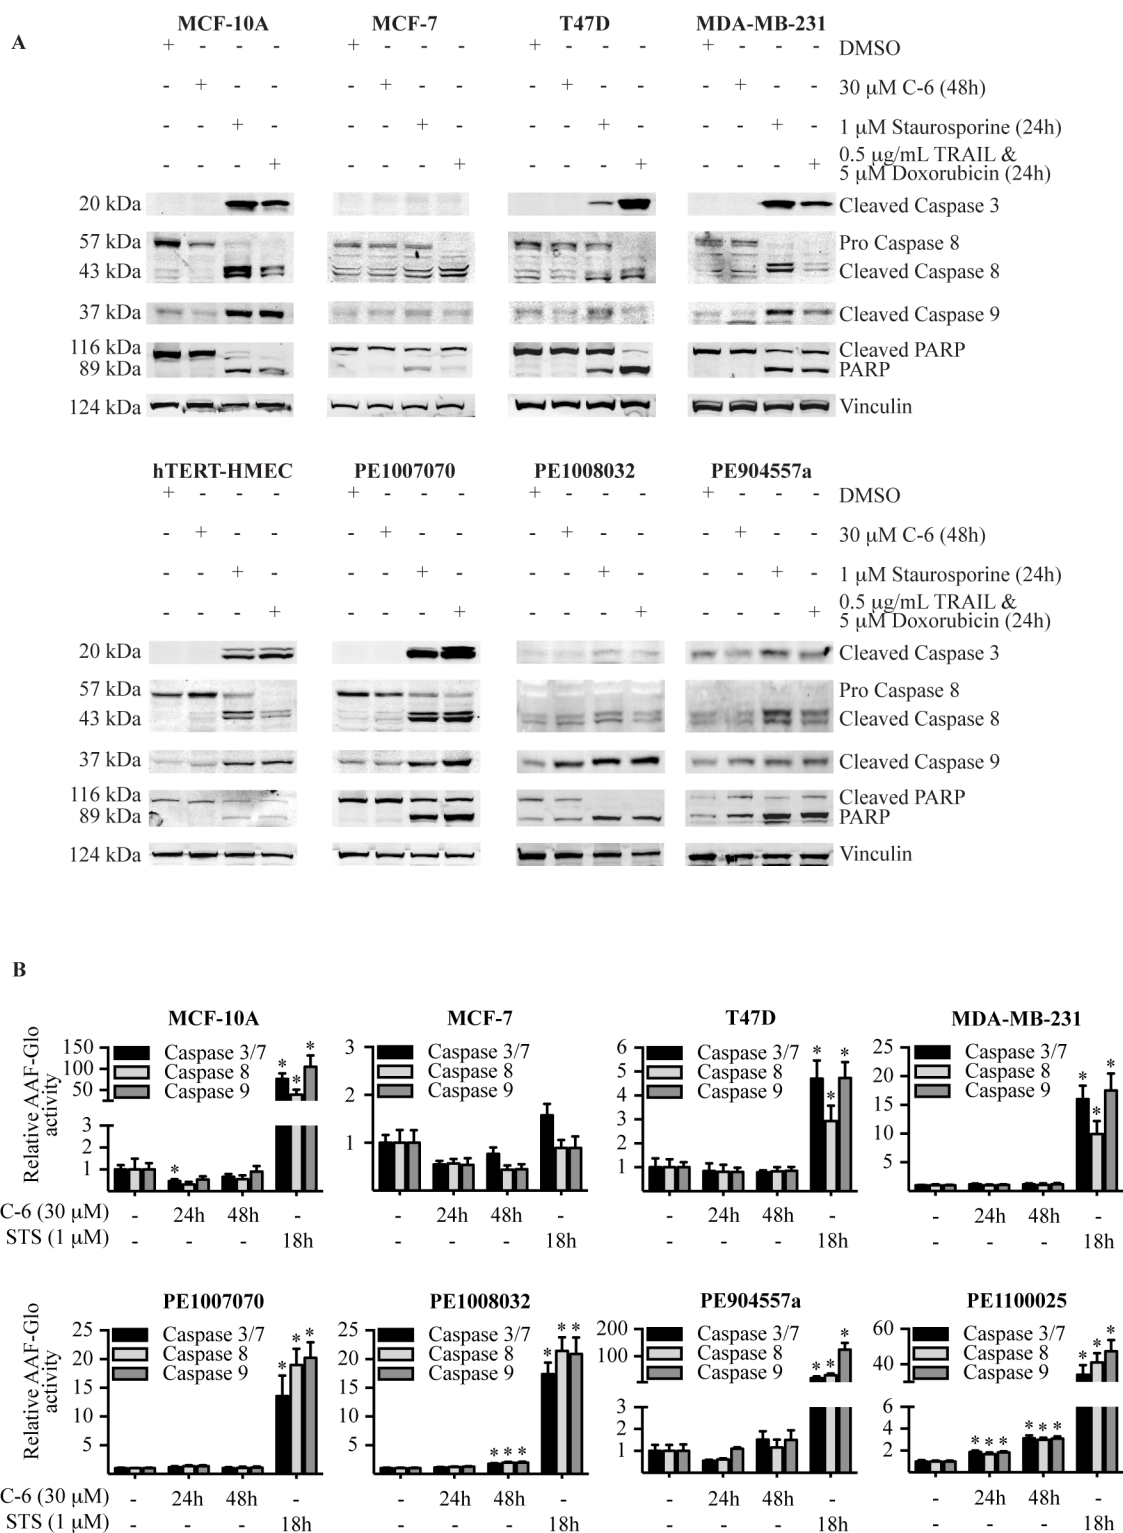 A
MCF-10A MCF-7 T47D MDA-MB-231
+ - - - + - - - + - - - + - - - DMSO
- + - - - + - - - + - - - + - - 30 μM C-6 (48h)
- - + - - - + - - - + - - - + - 1 μM Staurosporine (24h)
- - - + - - - + - - - + - - - + 0.5 μg/mL TRAIL &
5 μM Doxorubicin (24h)
20 kDa Cleaved Caspase 3
57 kDa Pro Caspase 8
43 kDa Cleaved Caspase 8
37 kDa Cleaved Caspase 9
116 kDa Cleaved PARP
89 kDa PARP
124 kDa Vinculin
hTERT-HMEC PE1007070 PE1008032 PE904557a
+ - - - + - - - + - - - + - - - DMSO
- + - - - + - - - + - - - + - - 30 μM C-6 (48h)
- - + - - - + - - - + - - - + - 1 μM Staurosporine (24h)
- - - + - - - + - - - + - - - + 0.5 μg/mL TRAIL &
5 μM Doxorubicin (24h)
20 kDa Cleaved Caspase 3
57 kDa Pro Caspase 8
43 kDa Cleaved Caspase 8
37 kDa Cleaved Caspase 9
116 kDa Cleaved PARP
89 kDa PARP
124 kDa Vinculin
B
Relative AAF-Glo
activity
MCF-10A
150
100
50
3
2
1
Caspase 3/7
Caspase 8
Caspase 9
* * * *
MCF-7
3
2
1
Caspase 3/7
Caspase 8
Caspase 9
T47D
6
5
4
3
2
1
Caspase 3/7
Caspase 8
Caspase 9
* * *
MDA-MB-231
25
20
15
10
5
Caspase 3/7
Caspase 8
Caspase 9
* * *
C-6 (30 μM) - 24h 48h - - 24h 48h - - 24h 48h - - 24h 48h -
STS (1 μM) - - - 18h - - - 18h - - - 18h - - - 18h
Relative AAF-Glo
activity
PE1007070
25
20
15
10
5
Caspase 3/7
Caspase 8
Caspase 9
* * *
PE1008032
25
20
15
10
5
Caspase 3/7
Caspase 8
Caspase 9
* * * * * *
PE904557a
200
100
3
2
1
Caspase 3/7
Caspase 8
Caspase 9
* * *
PE1100025
60
40
6
4
2
Caspase 3/7
Caspase 8
Caspase 9
* * * * * * * * *
C-6 (30 μM) - 24h 48h - - 24h 48h - - 24h 48h - - 24h 48h -
STS (1 μM) - - - 18h - - - 18h - - - 18h - - - 18h